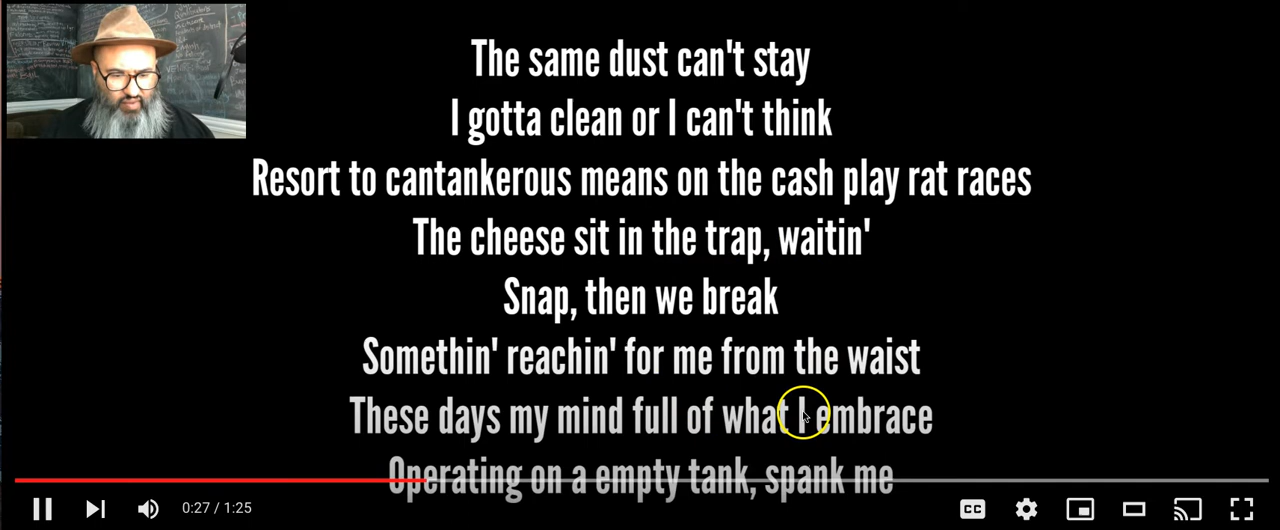 The same dust can't stay
I gotta clean or I can't think
Resort to cantankerous means on the cash play rat races
The cheese sit in the trap, waitin'
Snap, then we break
Somethin' reachin' for me from the waist
These days my mind full of what I embrace
Operating on a empty tank, spank me
0:27 / 1:25
CC